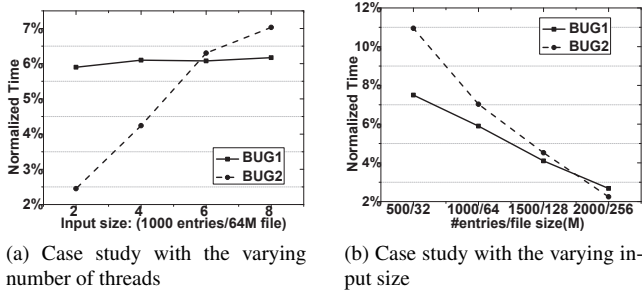 7%
6%
5%
4%
3%
2%
Normalized Time
BUG1
BUG2
2 4 6 8
Input size: (1000 entries/64M file)
(a) Case study with the varying
number of threads
12%
10%
8%
6%
4%
2%
Normalized Time
BUG1
BUG2
500/32 1000/64 1500/128 2000/256
#entries/file size(M)
(b) Case study with the varying in-
put size